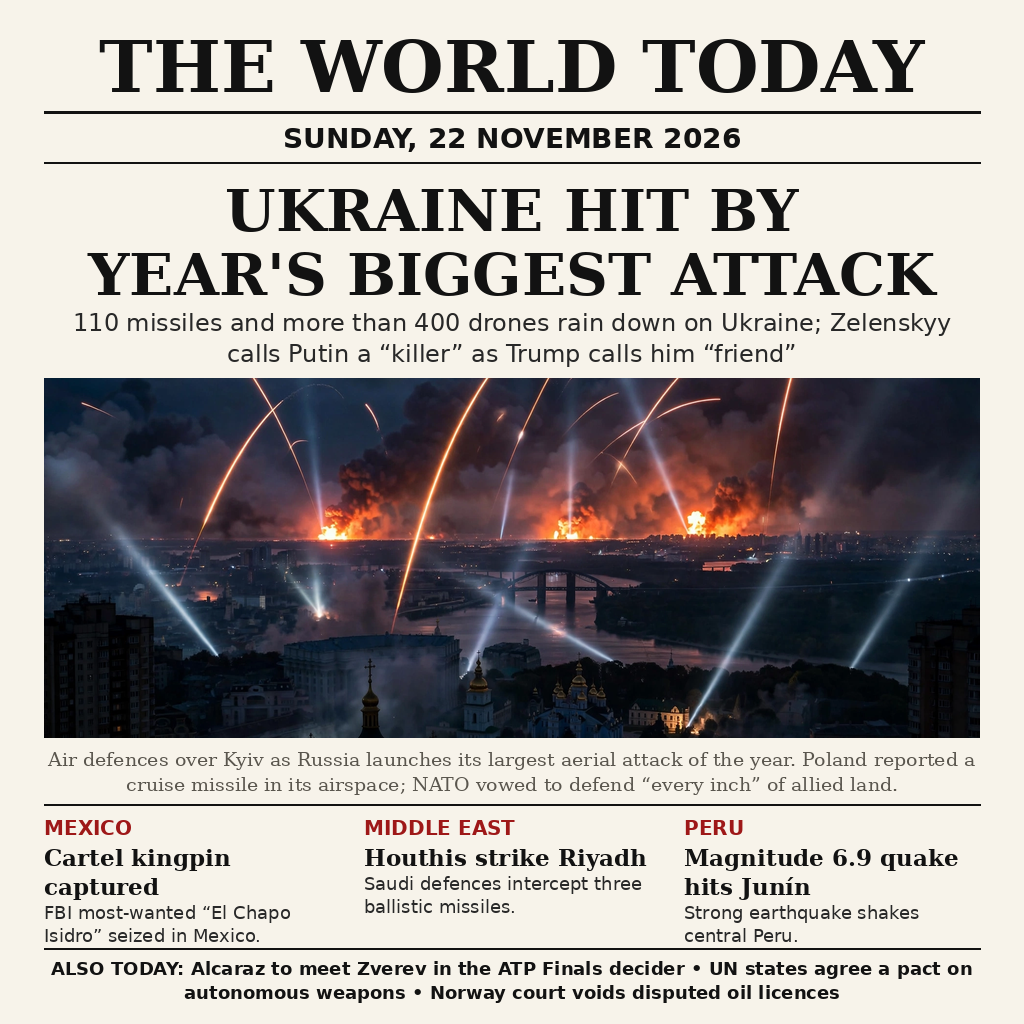 THE WORLD TODAY
SUNDAY, 22 NOVEMBER 2026
UKRAINE HIT BY
YEAR'S BIGGEST ATTACK
110 missiles and more than 400 drones rain down on Ukraine; Zelenskyy
calls Putin a “killer” as Trump calls him “friend”
Air defences over Kyiv as Russia launches its largest aerial attack of the year. Poland reported a
cruise missile in its airspace; NATO vowed to defend “every inch” of allied land.
MEXICO
Cartel kingpin
captured
FBI most-wanted “El Chapo
Isidro” seized in Mexico.
MIDDLE EAST
Houthis strike Riyadh
Saudi defences intercept three
ballistic missiles.
PERU
Magnitude 6.9 quake
hits Junín
Strong earthquake shakes
central Peru.
ALSO TODAY: Alcaraz to meet Zverev in the ATP Finals decider • UN states agree a pact on
autonomous weapons • Norway court voids disputed oil licences